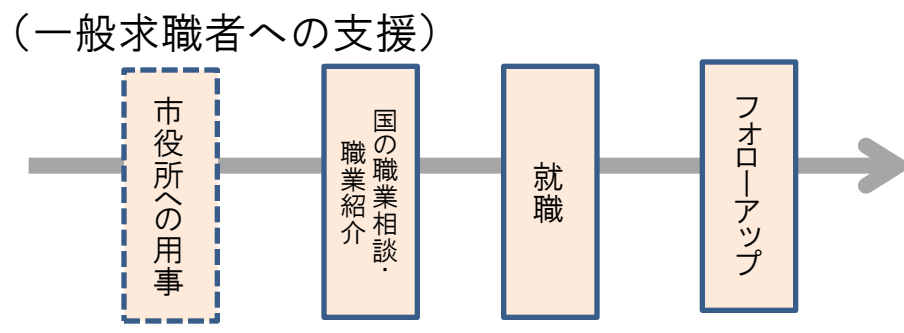 （一般求職者への支援）
市役所への用事
国の職業相談・
職業紹介
就職
フォローアップ